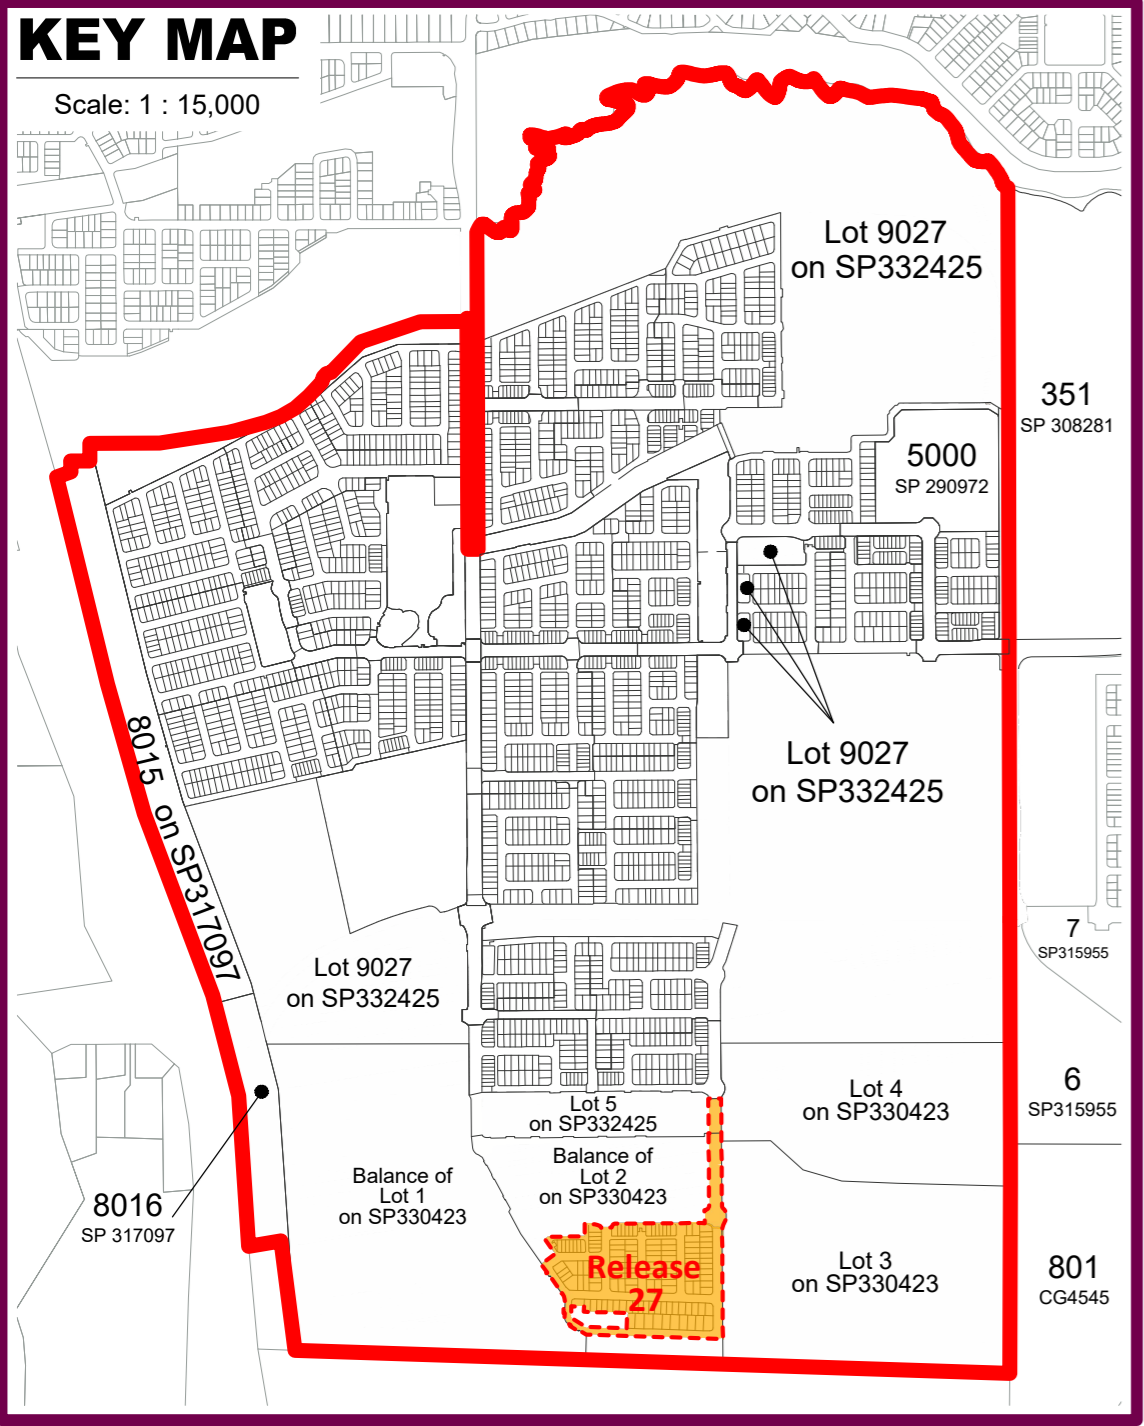 KEY MAP
Scale: 1 : 15,000
Lot 9027
on SP332425
351
SP 308281
5000
SP 290972
Lot 9027
on SP332425
8015 on SP317097
7
SP315955
Lot 9027
on SP332425
6
SP315955
Lot 4
on SP330423
Lot 5
on SP332425
Balance of
Lot 2
on SP330423
Balance of
Lot 1
on SP330423
8016
SP 317097
Release
27
Lot 3
on SP330423
801
CG4545